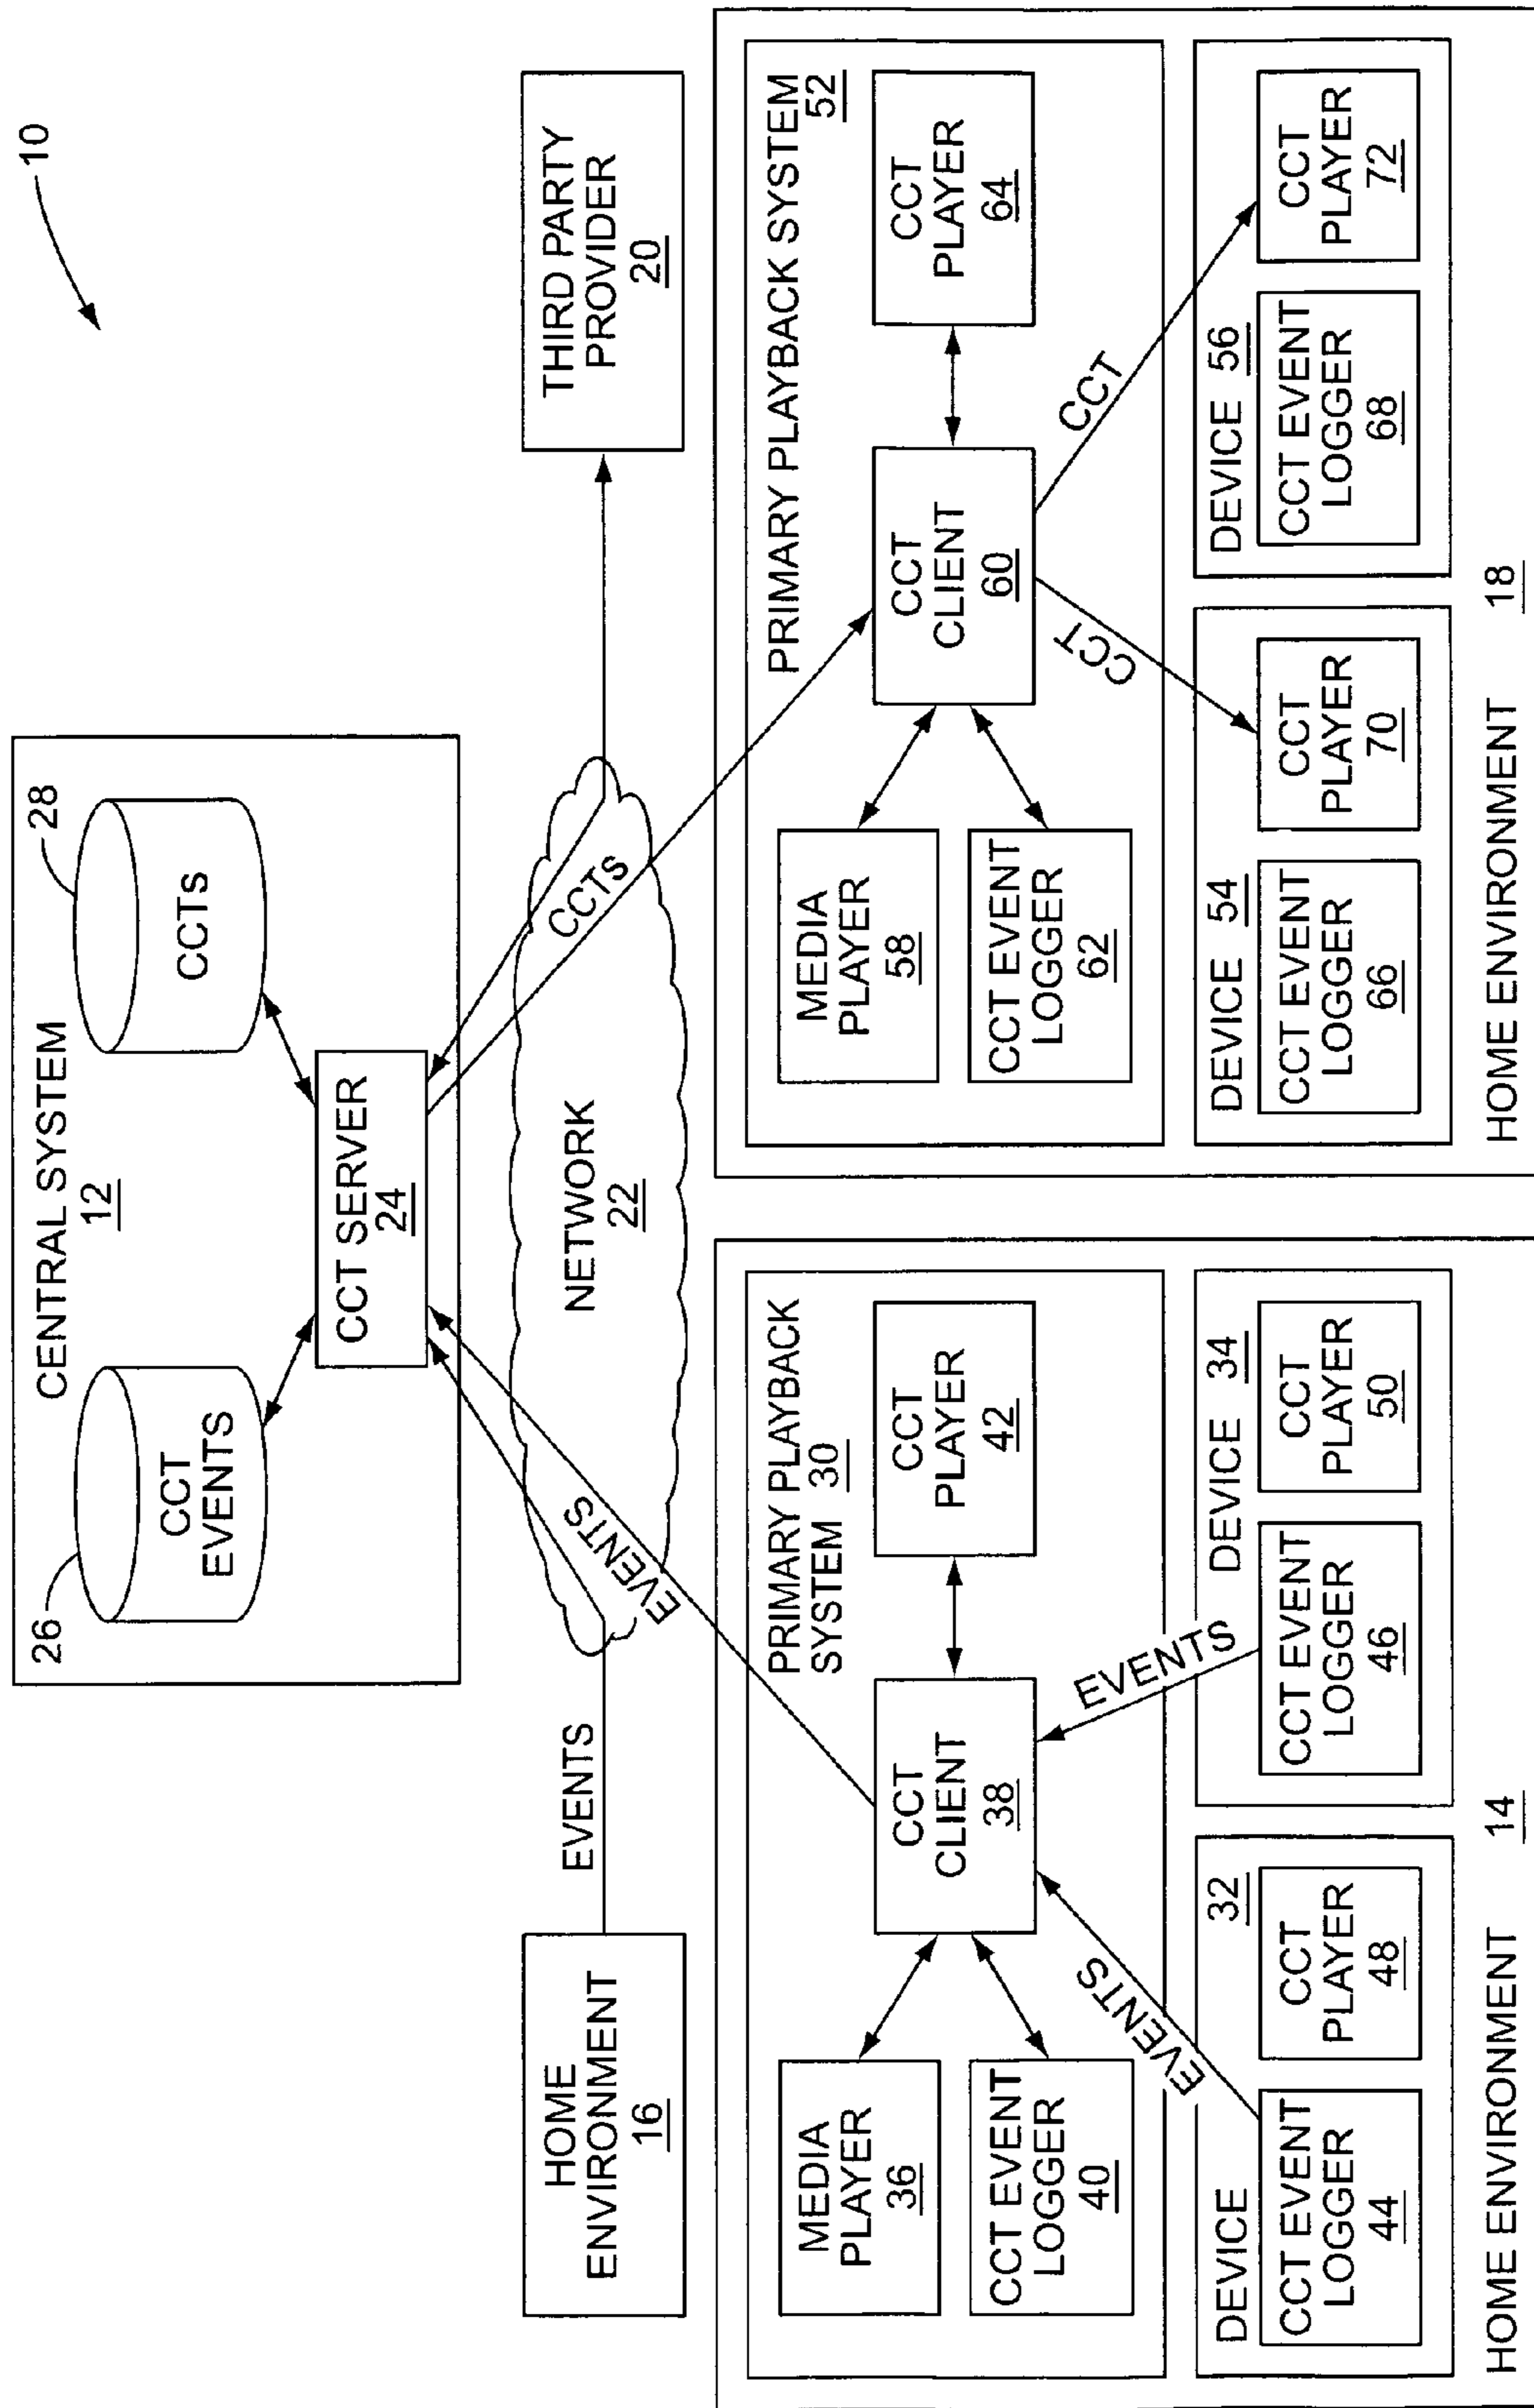 10
CENTRAL SYSTEM
12
26
CCT
EVENTS
28
CCTs
CCT SERVER
24
NETWORK
22
HOME
ENVIRONMENT
16
EVENTS
EVENTS
CCTs
THIRD PARTY
PROVIDER
20
PRIMARY PLAYBACK
SYSTEM 30
MEDIA
PLAYER
36
CCT EVENT
LOGGER
40
CCT
CLIENT
38
CCT
PLAYER
42
EVENTS
EVENTS
DEVICE 32
CCT EVENT
LOGGER
44
CCT
PLAYER
48
DEVICE 34
CCT EVENT
LOGGER
46
CCT
PLAYER
50
HOME ENVIRONMENT 14
PRIMARY PLAYBACK SYSTEM
52
MEDIA
PLAYER
58
CCT EVENT
LOGGER
62
CCT
CLIENT
60
CCT
PLAYER
64
CCT
CCT
DEVICE 54
CCT EVENT
LOGGER
66
CCT
PLAYER
70
DEVICE 56
CCT EVENT
LOGGER
68
CCT
PLAYER
72
HOME ENVIRONMENT 18